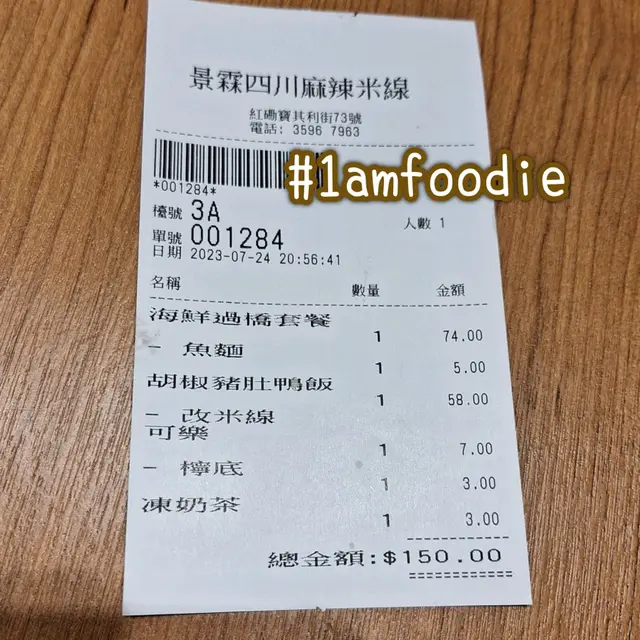 景霖四川麻辣米線
紅磡寶其利街73號
電話: 3596 7963
#1amfoodie
*001284*
檯號 3A
人數 1
單號 001284
日期 2023-07-24 20:56:41
名稱 數量 金額
海鮮過橋套餐 1 74.00
- 魚麵 1 5.00
胡椒豬肚鴨飯 1 58.00
- 改米線
可樂 1 7.00
- 檸底 1 3.00
凍奶茶 1 3.00
總金額:$150.00